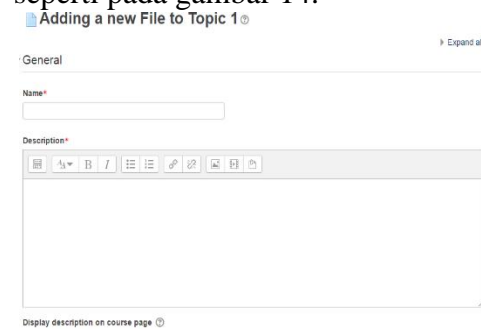 seperti pada gambar 14.
Adding a new File to Topic 1
Expand al
General
Name*
Description*
B I
Display description on course page